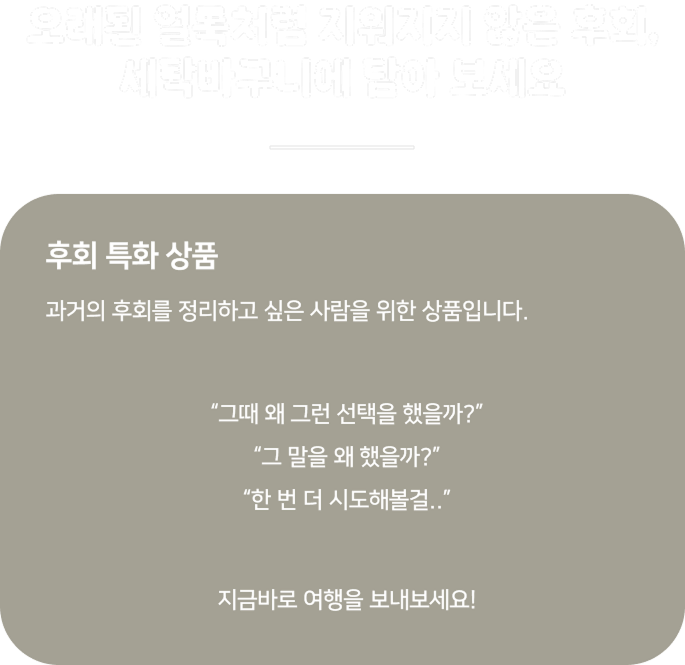 오래된 얼룩처럼 지워지지 않은 후회,
세탁바구니에 담아 보세요
후회 특화 상품
과거의 후회를 정리하고 싶은 사람을 위한 상품입니다.
“그때 왜 그런 선택을 했을까?”
“그 말을 왜 했을까?”
“한 번 더 시도해볼걸..”
지금바로 여행을 보내보세요!